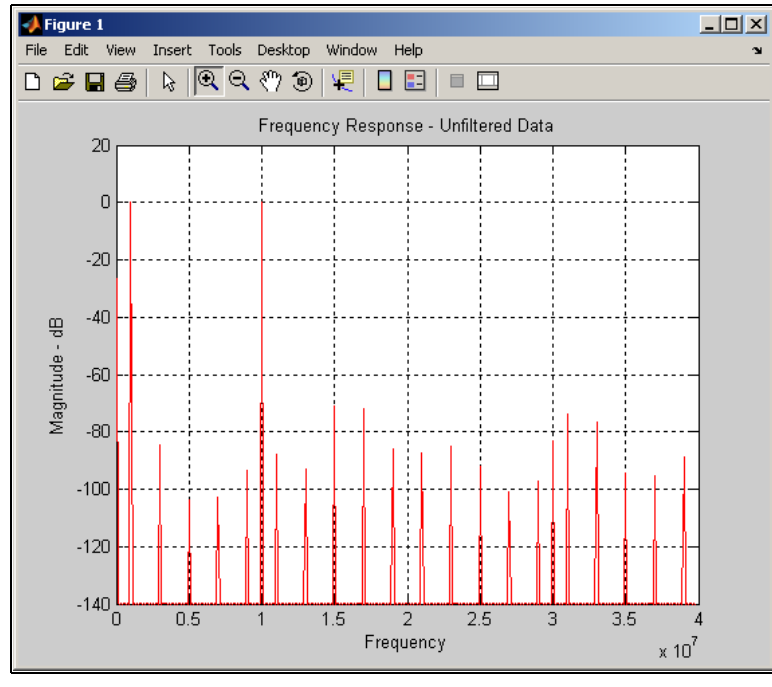 Figure 1
File Edit View Insert Tools Desktop Window Help
Frequency Response - Unfiltered Data
20
0
-20
-40
-60
-80
-100
-120
-140
Magnitude - dB
0 0.5 1 1.5 2 2.5 3 3.5 4
Frequency
x 10^7